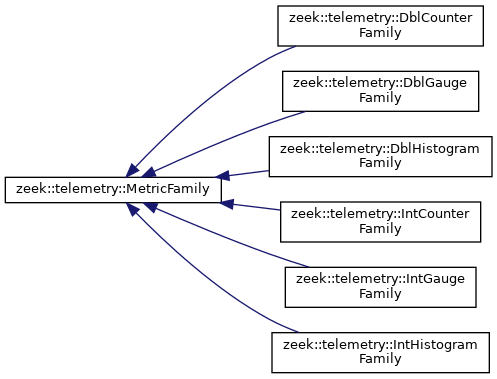 zeek::telemetry::DblCounter
Family
zeek::telemetry::DblGauge
Family
zeek::telemetry::DblHistogram
Family
zeek::telemetry::MetricFamily
zeek::telemetry::IntCounter
Family
zeek::telemetry::IntGauge
Family
zeek::telemetry::IntHistogram
Family